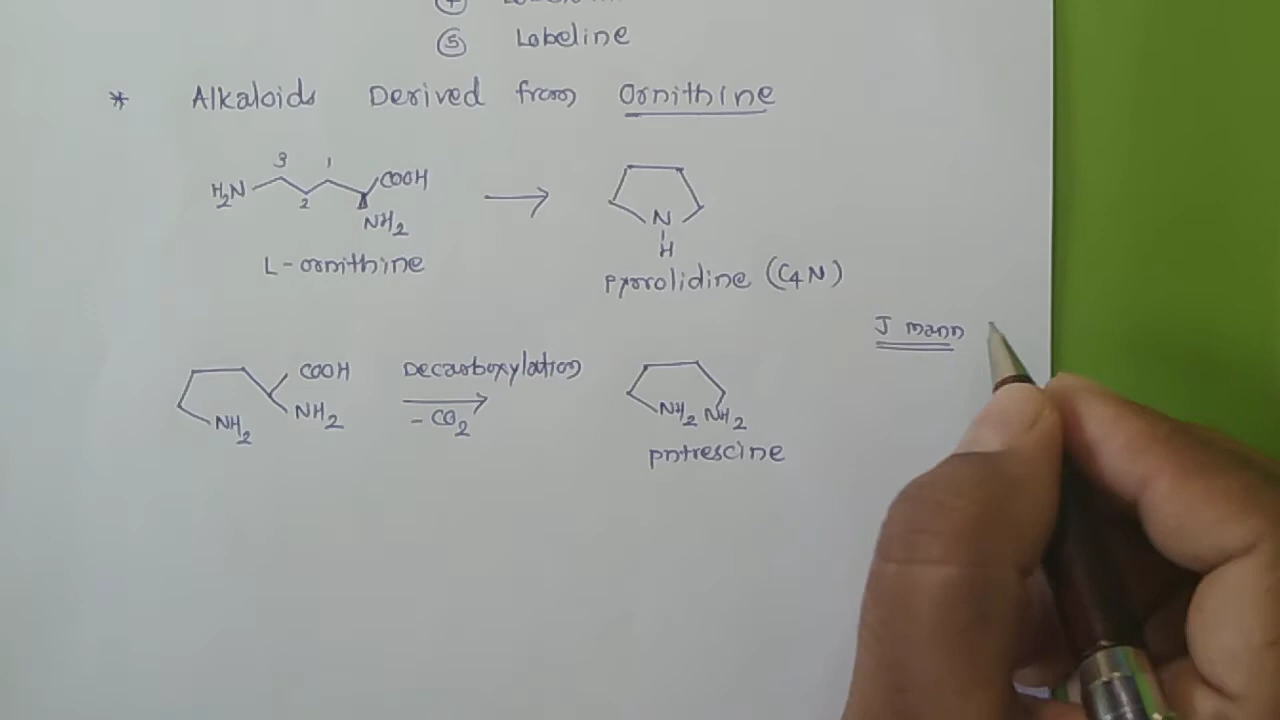 ④
⑤ Lobeline
* Alkaloids Derived from Ornithine
3 1
H2N COOH
2
NH2
N
H
L-ornithine
pyrrolidine (C4N)
J mann
COOH Decarboxylation
NH2 NH2 - CO2 NH2 NH2
putrescine